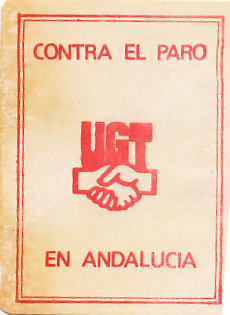 CONTRA EL PARO
UGT
EN ANDALUCIA